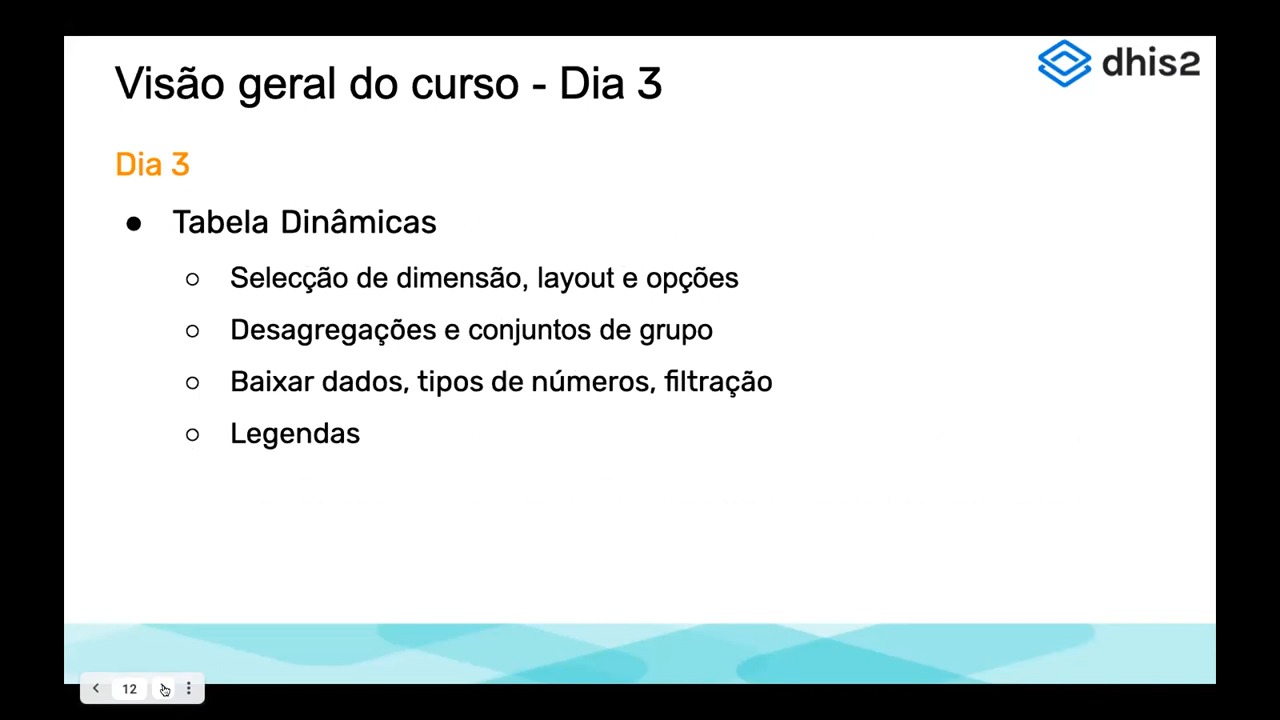 dhis2
Visão geral do curso - Dia 3
Dia 3
● Tabela Dinâmicas
○ Selecção de dimensão, layout e opções
○ Desagregações e conjuntos de grupo
○ Baixar dados, tipos de números, filtração
○ Legendas
12